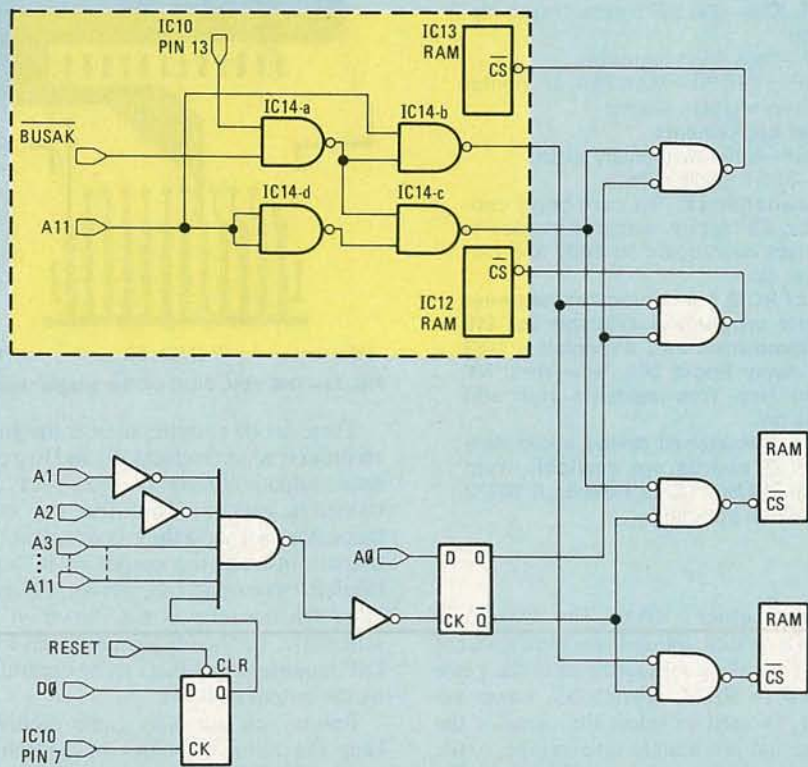 IC10
PIN 13
IC13
RAM
CS
IC14-a
IC14-b
BUSAK
IC14-d
IC14-c
A11
CS
IC12
RAM
RAM
CS
A1
A2
A3
A11
AØ
D Q
CK Q
RAM
CS
RESET
CLR
DØ
D Q
CK
IC10
PIN 7